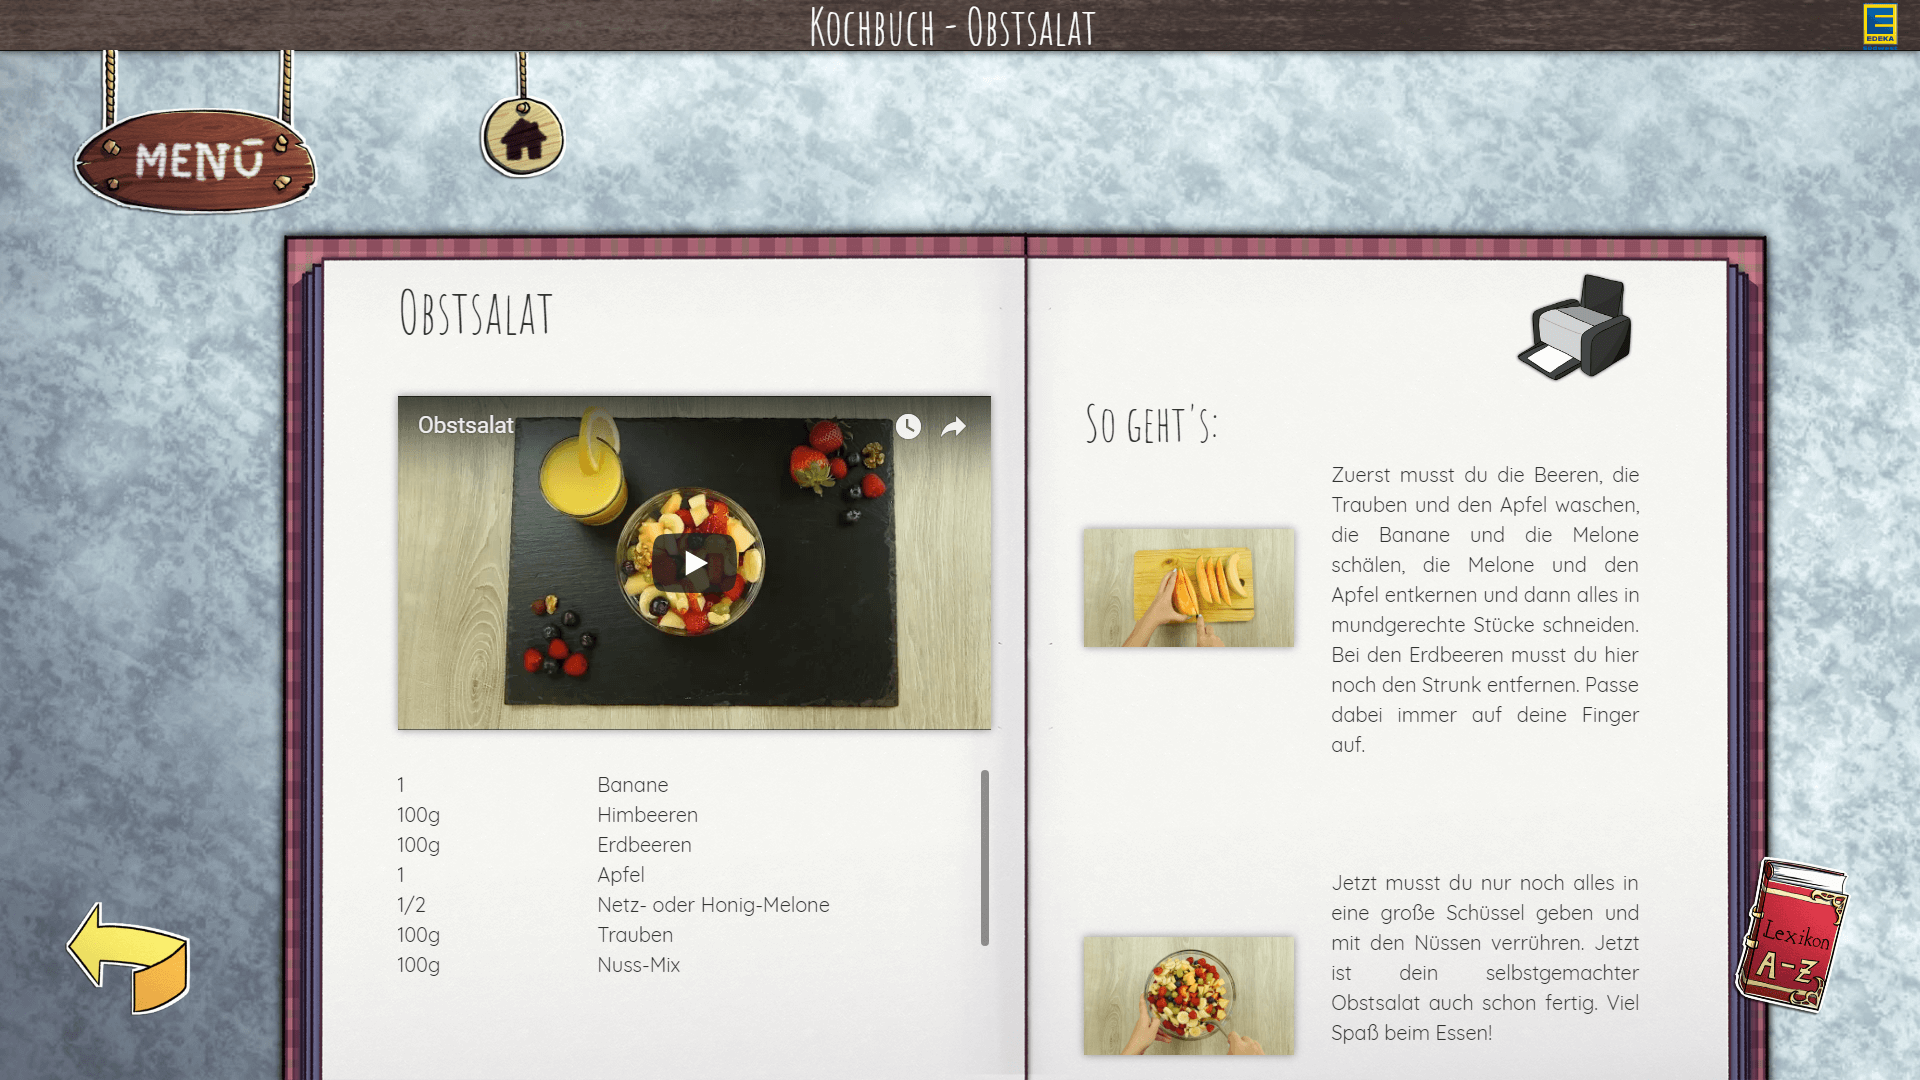 Kochbuch - Obstsalat
EDEKA
MENÜ
Obstsalat
Obstsalat
1 Banane
100g Himbeeren
100g Erdbeeren
1 Apfel
1/2 Netz- oder Honig-Melone
100g Trauben
100g Nuss-Mix
So geht's:
Zuerst musst du die Beeren, die
Trauben und den Apfel waschen,
die Banane und die Melone
schälen, die Melone und den
Apfel entkernen und dann alles in
mundgerechte Stücke schneiden.
Bei den Erdbeeren musst du hier
noch den Strunk entfernen. Passe
dabei immer auf deine Finger
auf.
Jetzt musst du nur noch alles in
eine große Schüssel geben und
mit den Nüssen verrühren. Jetzt
ist dein selbstgemachter
Obstsalat auch schon fertig. Viel
Spaß beim Essen!
Lexikon
A-Z